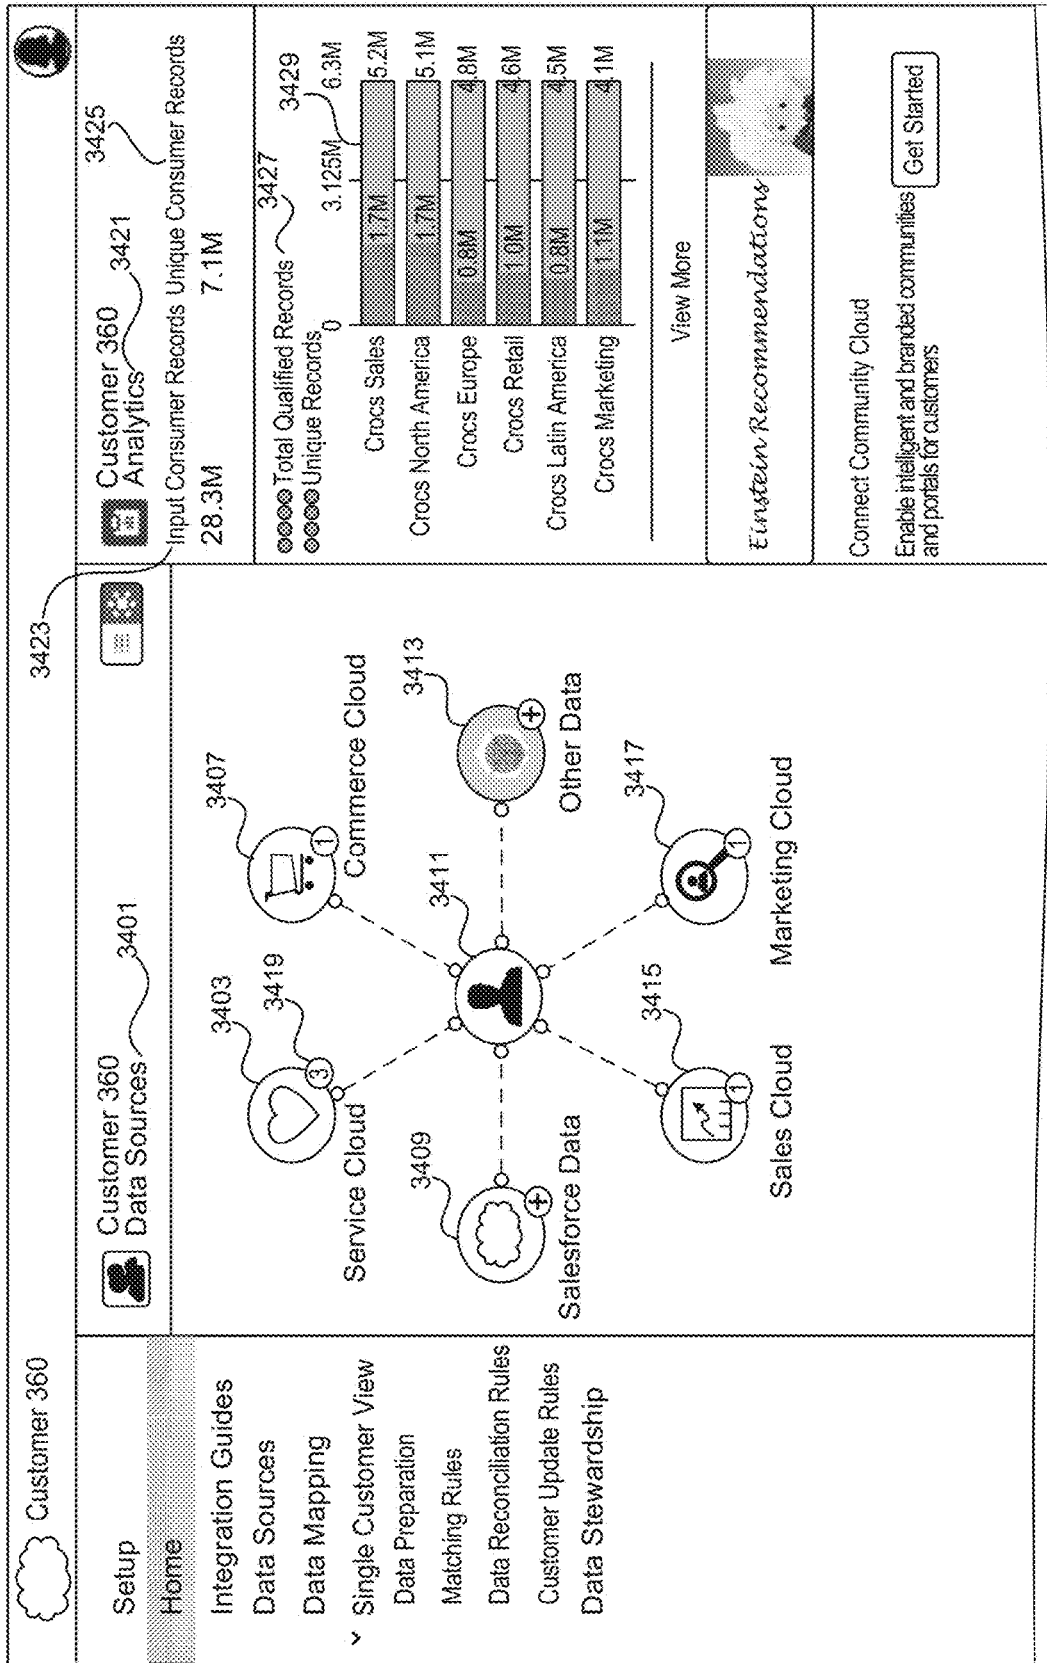 Customer 360
Setup
Home
Integration Guides
Data Sources
Data Mapping
Single Customer View
Data Preparation
Matching Rules
Data Reconciliation Rules
Customer Update Rules
Data Stewardship
Customer 360
Data Sources
3401
3403
3419
3
Service Cloud
3407
1
Commerce Cloud
3409
+
Salesforce Data
3411
3413
+
Other Data
3415
1
Sales Cloud
3417
1
Marketing Cloud
3423
Customer 360
Analytics
3421
3425
Input Consumer Records Unique Consumer Records
28.3M 7.1M
Total Qualified Records
3427
Unique Records
3429
0 3.125M 6.3M
Crocs Sales 1.7M 5.2M
Crocs North America 1.7M 5.1M
Crocs Europe 0.8M 4.8M
Crocs Retail 1.0M 4.6M
Crocs Latin America 0.8M 4.5M
Crocs Marketing 1.1M 4.1M
View More
Einstein Recommendations
Connect Community Cloud
Enable intelligent and branded communities
and portals for customers
Get Started